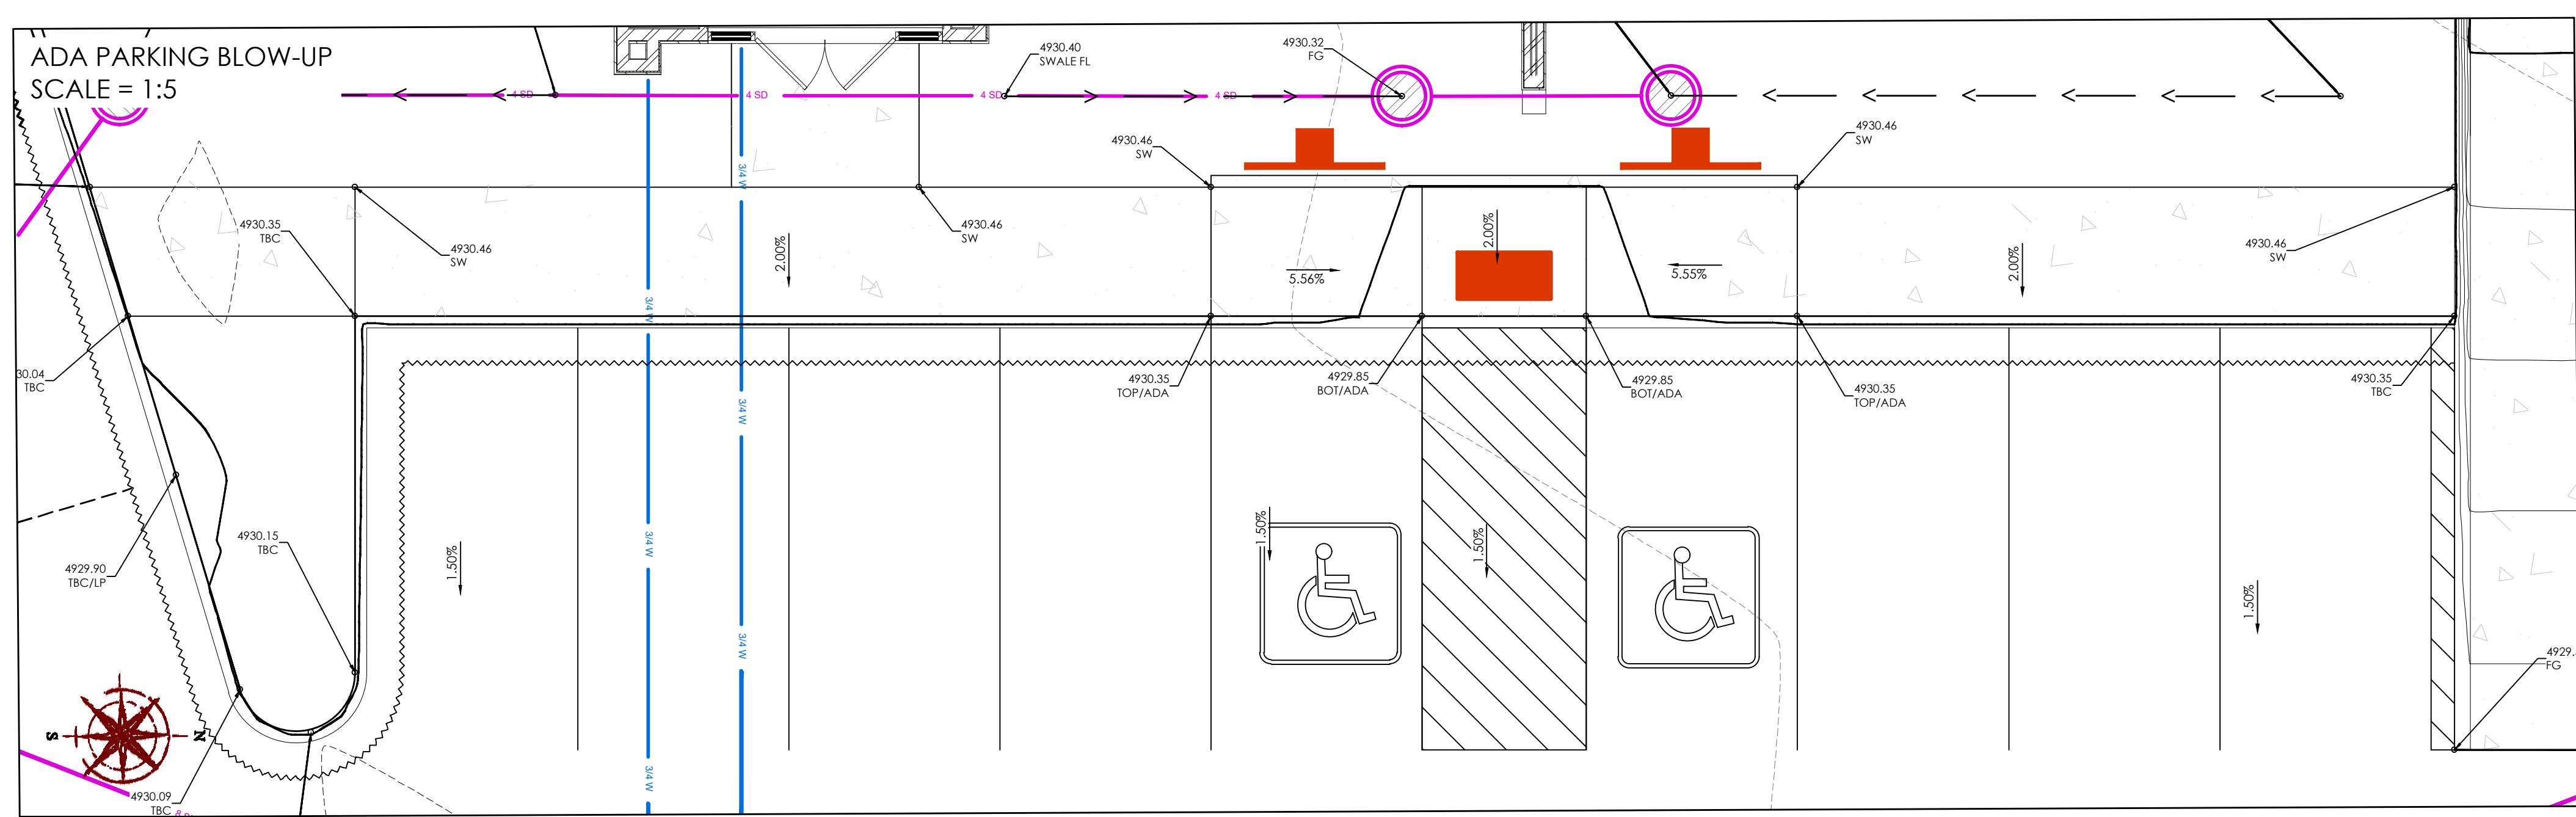 ADA PARKING BLOW-UP
SCALE = 1:5
4 SD
4 SD
4 SD
4 SD
4930.40
SWALE FL
4930.32
FG
4930.46
SW
4930.46
SW
3/4 W
4930.35
TBC
4930.46
SW
2.00%
4930.46
SW
5.56%
2.00%
5.55%
2.00%
4930.46
SW
3/4 W
30.04
TBC
4930.35
TOP/ADA
4929.85
BOT/ADA
4929.85
BOT/ADA
4930.35
TOP/ADA
4930.35
TBC
3/4 W
4929.90
TBC/LP
4930.15
TBC
1.50%
3/4 W
1.50%
1.50%
1.50%
3/4 W
4929.
FG
S
N
3/4 W
4930.09
TBC